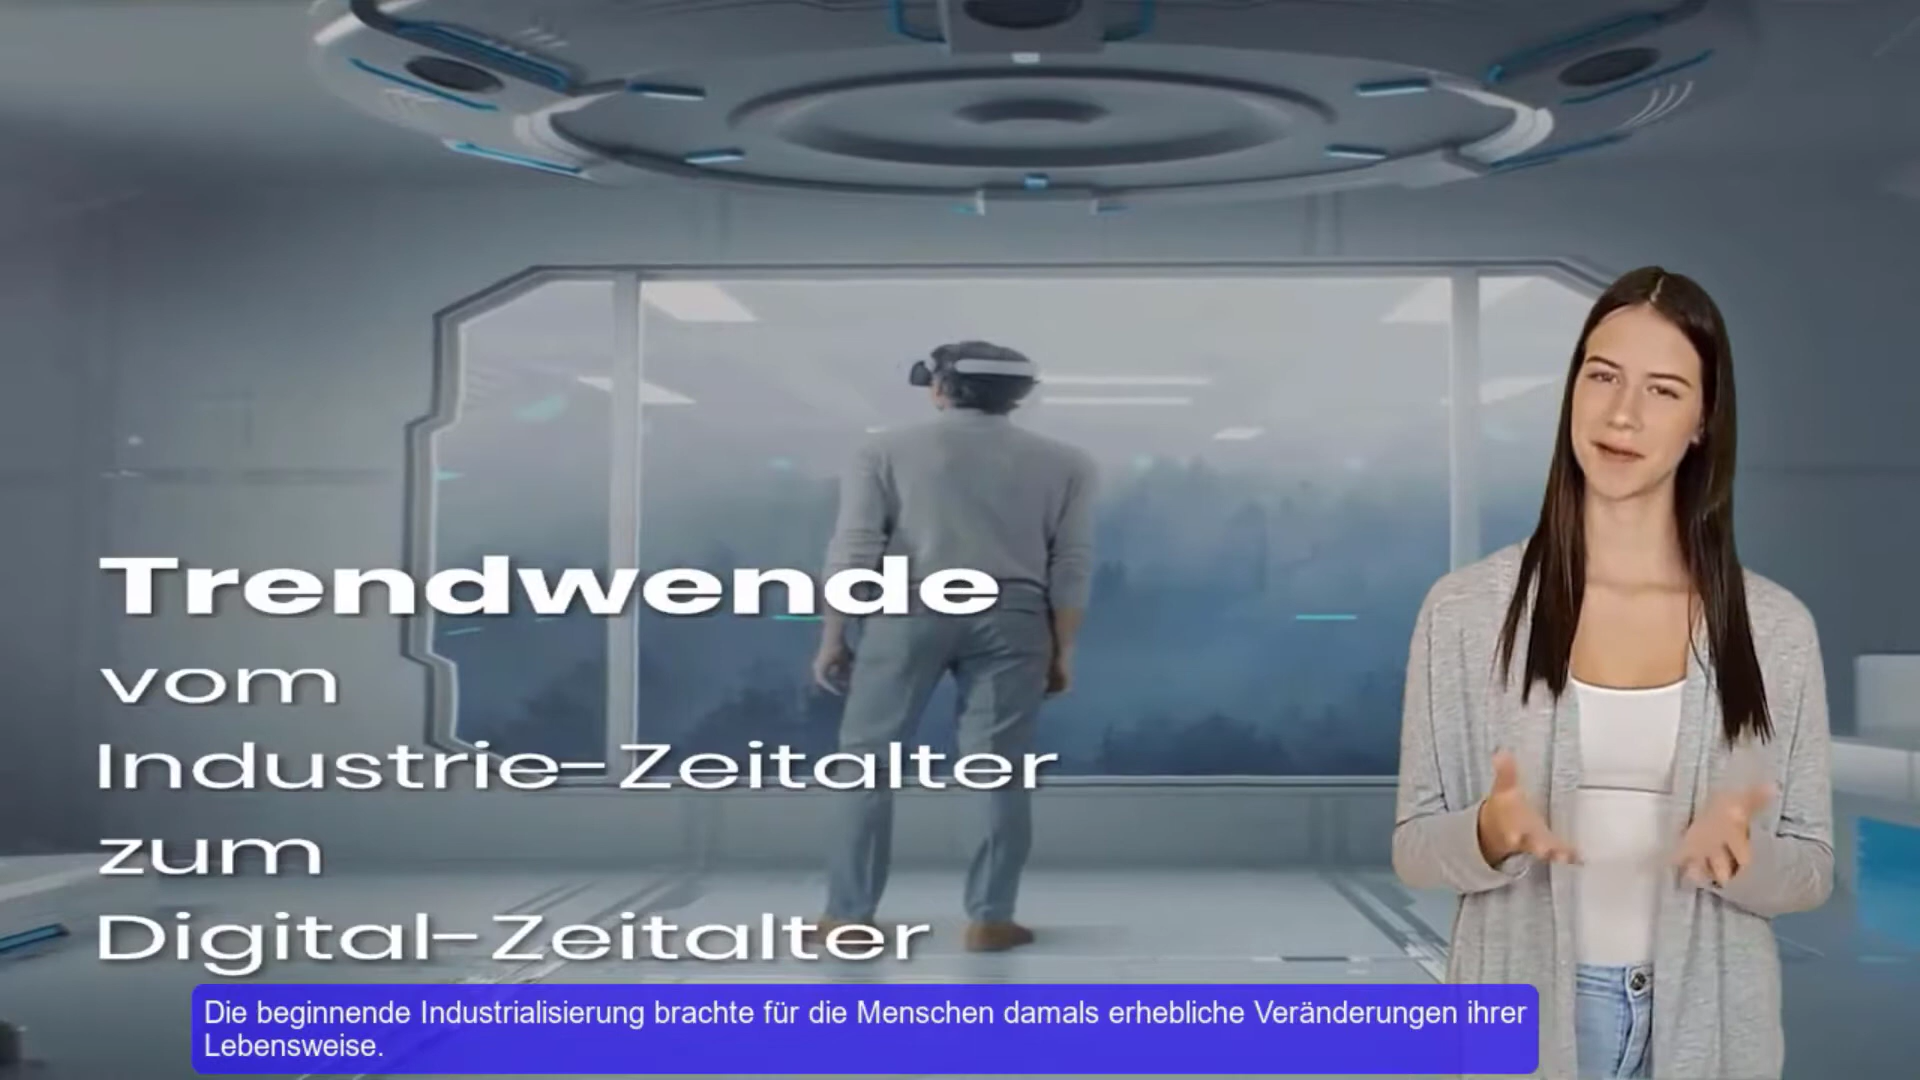 Trendwende
vom
Industrie-Zeitalter
zum
Digital-Zeitalter
Die beginnende Industrialisierung brachte für die Menschen damals erhebliche Veränderungen ihrer
Lebensweise.